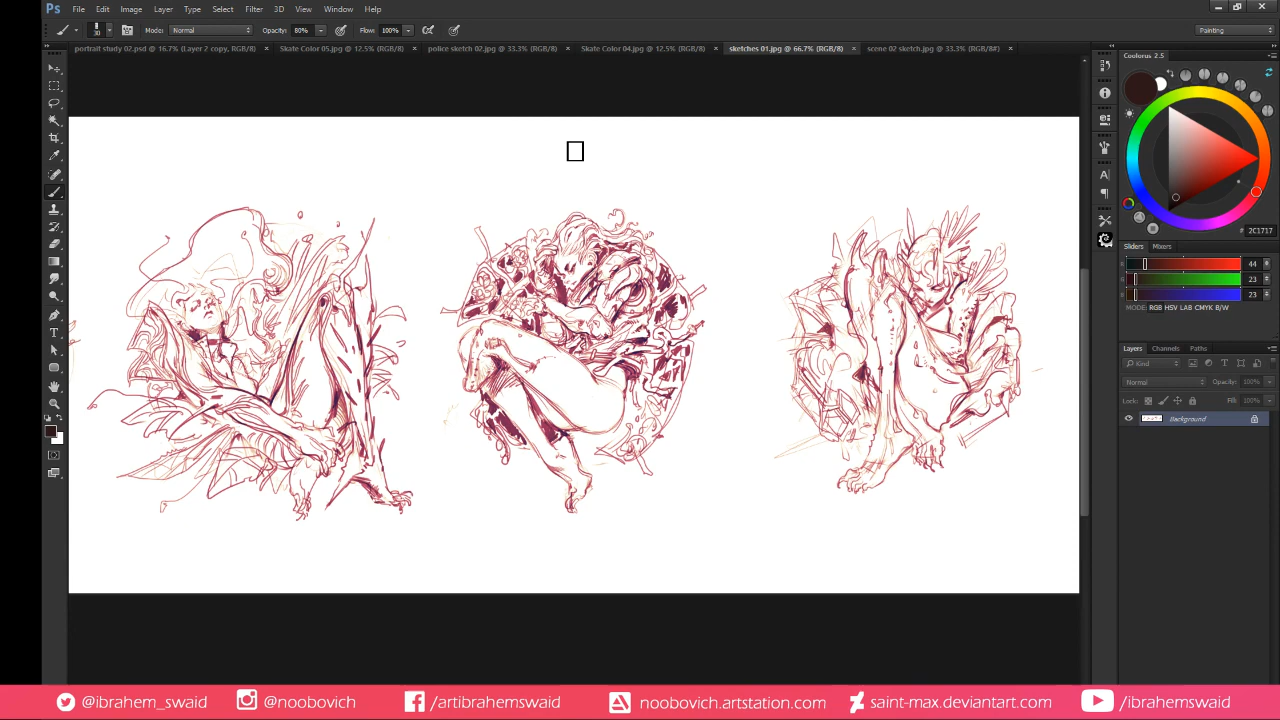 Ps File Edit Image Layer Type Select Filter 3D View Window Help
30 Mode: Normal Opacity: 80% Flow: 100% Painting
portrait study 02.psd @ 16.7% (Layer 2 copy, RGB/8) × Skate Color 05.jpg @ 12.5% (RGB/8) × police sketch 02.jpg @ 33.3% (RGB/8) × Skate Color 04.jpg @ 12.5% (RGB/8) × sketches 01.jpg @ 66.7% (RGB/8) × scene 02 sketch.jpg @ 33.3% (RGB/8#) ×
Coolorus 2.5
# 2C1717
Sliders Mixers
R 44
G 23
B 23
MODE: RGB HSV LAB CMYK B/W
Layers Channels Paths
Kind
Normal Opacity: 100%
Lock: Fill: 100%
Background
@ibrahem_swaid @noobovich /artibrahemswaid noobovich.artstation.com saint-max.deviantart.com /ibrahemswaid